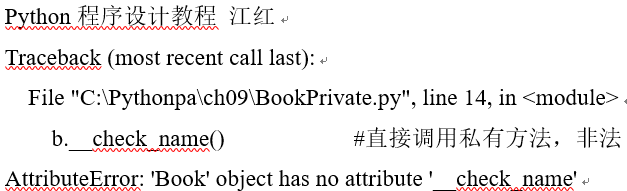 Python 程序设计教程 江红
Traceback (most recent call last):
File "C:\Pythonpa\ch09\BookPrivate.py", line 14, in <module>
b.__check_name() #直接调用私有方法，非法
AttributeError: 'Book' object has no attribute '__check_name'